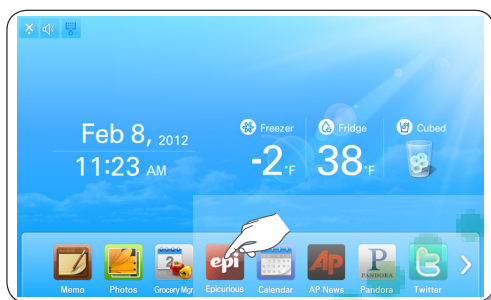 Freezer
Fridge
Cubed
Feb 8, 2012
11:23 AM
-2°F
38°F
epi
AP
P
PANDORA
Memo
Photos
Grocery Mgr.
Epicurious
Calendar
AP News
Pandora
Twitter